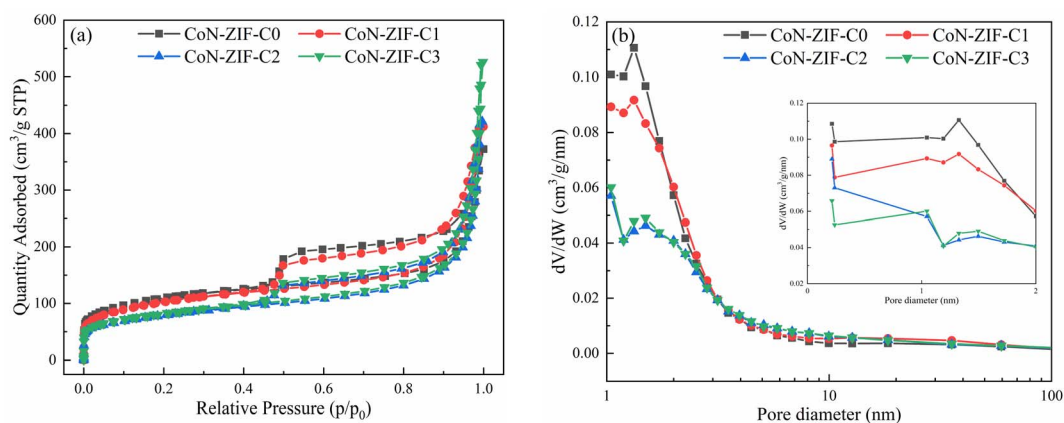 (a)
CoN-ZIF-C0
CoN-ZIF-C1
CoN-ZIF-C2
CoN-ZIF-C3
Quantity Adsorbed (cm³/g STP)
600
500
400
300
200
100
0
0.0 0.2 0.4 0.6 0.8 1.0
Relative Pressure (p/p₀)
(b)
CoN-ZIF-C0
CoN-ZIF-C1
CoN-ZIF-C2
CoN-ZIF-C3
dV/dW (cm³/g/nm)
0.12
0.10
0.08
0.06
0.04
0.02
0.00
1 10 100
Pore diameter (nm)
dV/dW (cm³/g/nm)
0.12
0.10
0.08
0.06
0.04
0.02
0.00
0 1 2
Pore diameter (nm)